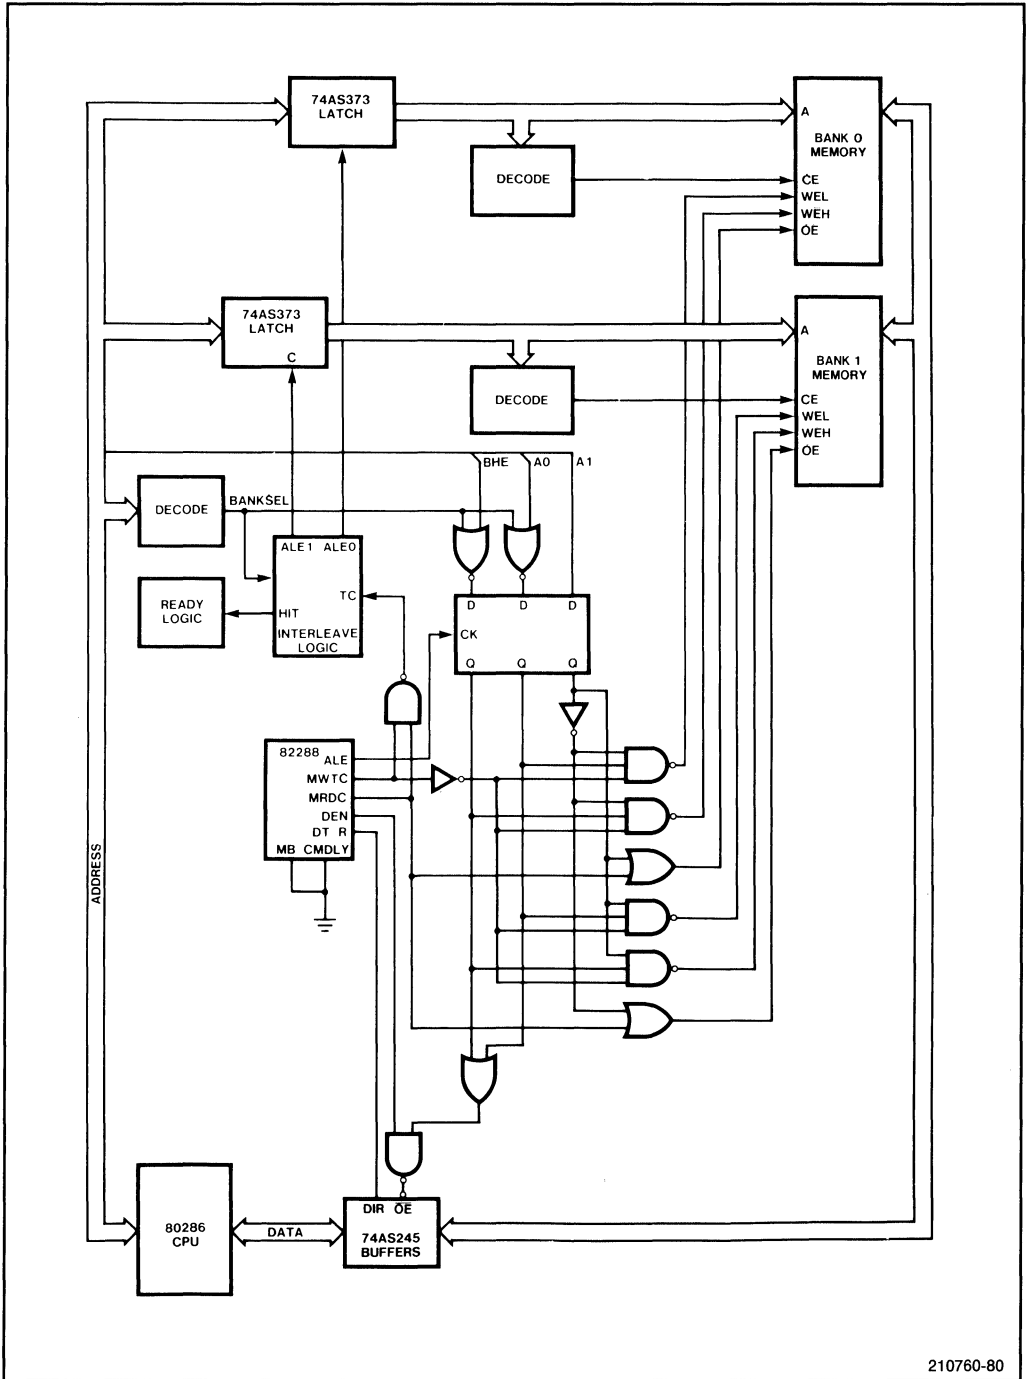 74AS373
LATCH
A
BANK 0
MEMORY
DECODE
CE
WEL
WEH
OE
74AS373
LATCH
C
A
BANK 1
MEMORY
DECODE
CE
WEL
WEH
OE
BHE
A0
A1
DECODE
BANKSEL
ALE1 ALE0
D D D
READY
LOGIC
TC
HIT
INTERLEAVE
LOGIC
CK
Q Q Q
82288
ALE
MWTC
MRDC
DEN
DT R
MB CMDLY
ADDRESS
80286
CPU
DATA
DIR O̅E̅
74AS245
BUFFERS
210760-80